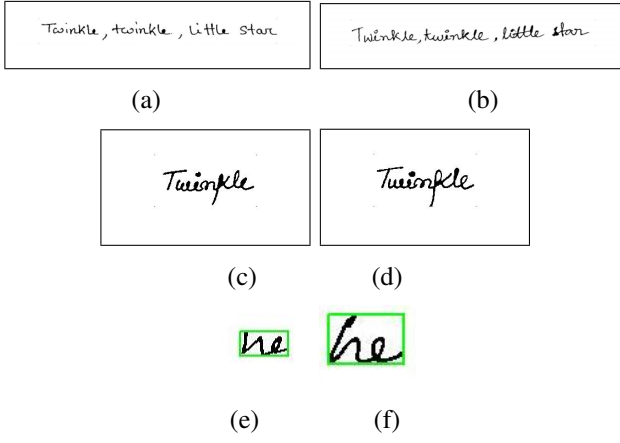 Twinkle, twinkle, little star
Twinkle, twinkle, little star
(a)
(b)
Twinkle
Twinkle
(c)
(d)
he
he
(e)
(f)